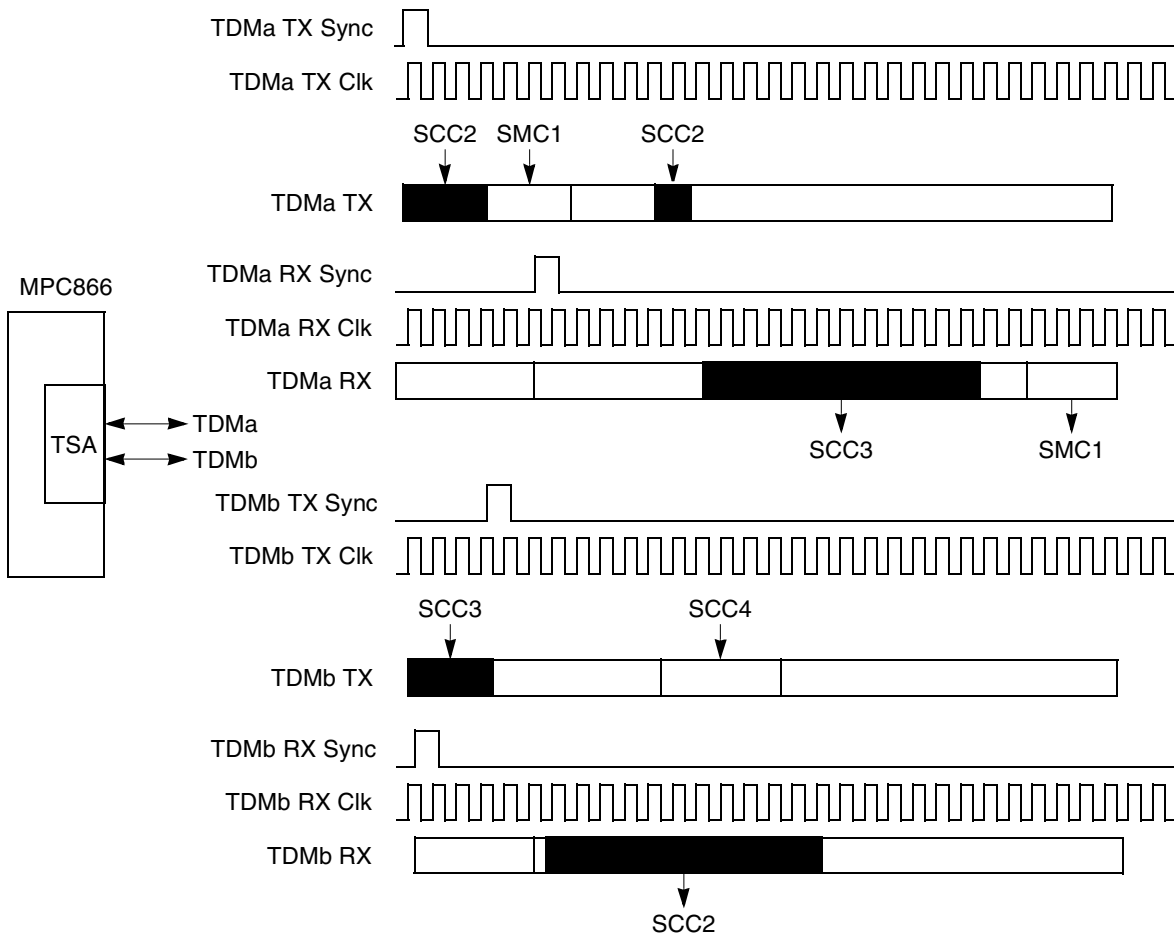 TDMa TX Sync
TDMa TX Clk
SCC2 SMC1 SCC2
TDMa TX
TDMa RX Sync
MPC866
TDMa RX Clk
TDMa RX
TSA
TDMa
TDMb
SCC3 SMC1
TDMb TX Sync
TDMb TX Clk
SCC3 SCC4
TDMb TX
TDMb RX Sync
TDMb RX Clk
TDMb RX
SCC2